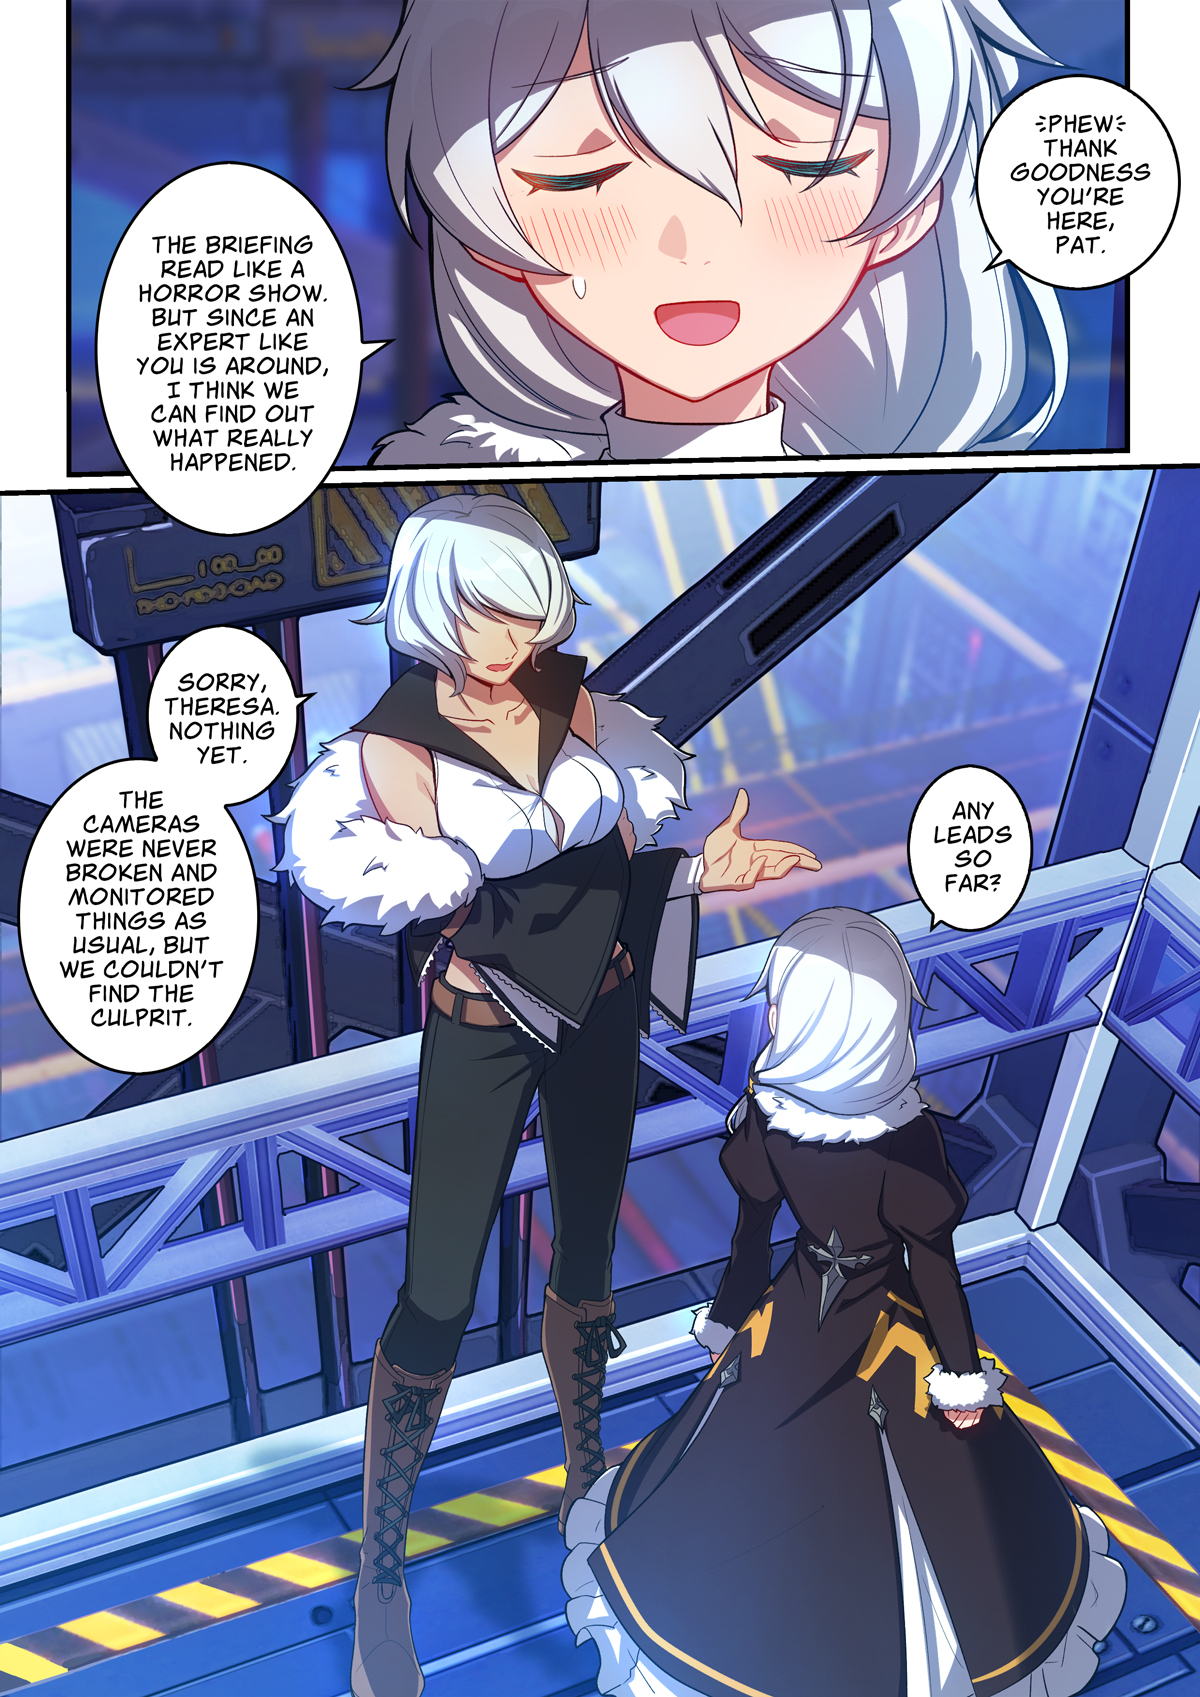 PHEW
THANK
GOODNESS
YOU'RE
HERE,
PAT.
THE BRIEFING
READ LIKE A
HORROR SHOW.
BUT SINCE AN
EXPERT LIKE
YOU IS AROUND,
I THINK WE
CAN FIND OUT
WHAT REALLY
HAPPENED.
ANY
LEADS
SO
FAR?
SORRY,
THERESA.
NOTHING
YET.
THE
CAMERAS
WERE NEVER
BROKEN AND
MONITORED
THINGS AS
USUAL, BUT
WE COULDN'T
FIND THE
CULPRIT.